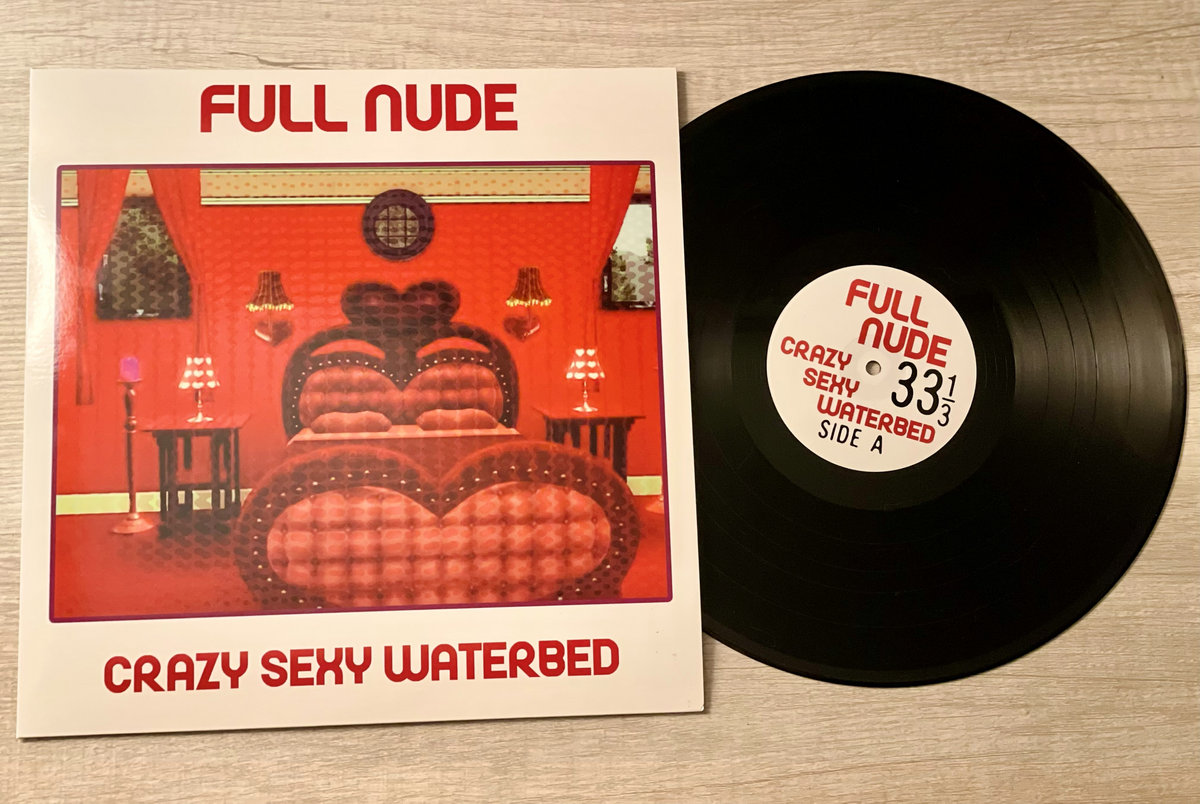 FULL NUDE
CRAZY SEXY WATERBED
FULL
NUDE
CRAZY
SEXY
WATERBED
33 1/3
SIDE A